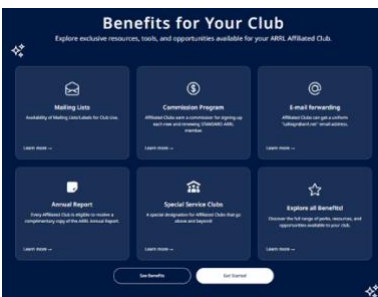 Benefits for Your Club
Explore exclusive resources, tools, and opportunities available for your ARRL Affiliated Club.
Mailing Lists
Availability of Mailing Lists/Labels for Club Use.
Learn more →
Commission Program
Affiliated Clubs earn a commission for signing up
each new and renewing STANDARD ARRL
member.
Learn more →
E-mail forwarding
Affiliated Clubs can get a uniform
"callsign@arrl.net" email address.
Learn more →
Annual Report
Every Affiliated Club is eligible to receive a
complimentary copy of the ARRL Annual Report.
Learn more →
Special Service Clubs
A special designation for Affiliated Clubs that go
above and beyond!
Learn more →
Explore all Benefits!
Discover the full range of perks, resources, and
opportunities available to your club.
Learn more →
See Benefits
Get Started